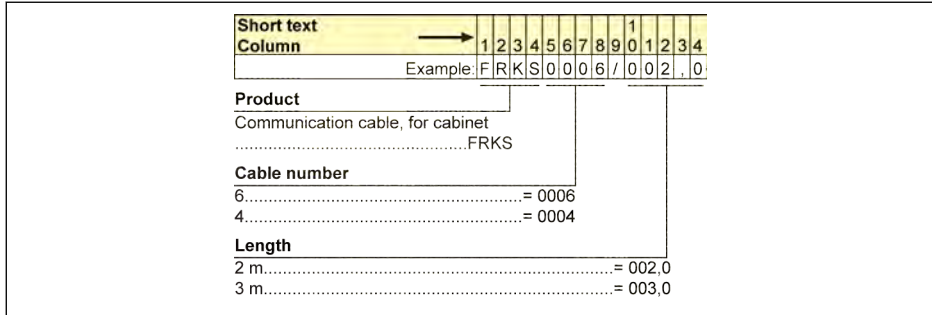 Short text
Column 1 2 3 4 5 6 7 8 9 1 0 1 2 3 4
Example: F R K S 0 0 0 6 / 0 0 2 , 0
Product
Communication cable, for cabinet
................................................FRKS
Cable number
6......................................................= 0006
4......................................................= 0004
Length
2 m.....................................................................= 002,0
3 m.....................................................................= 003,0